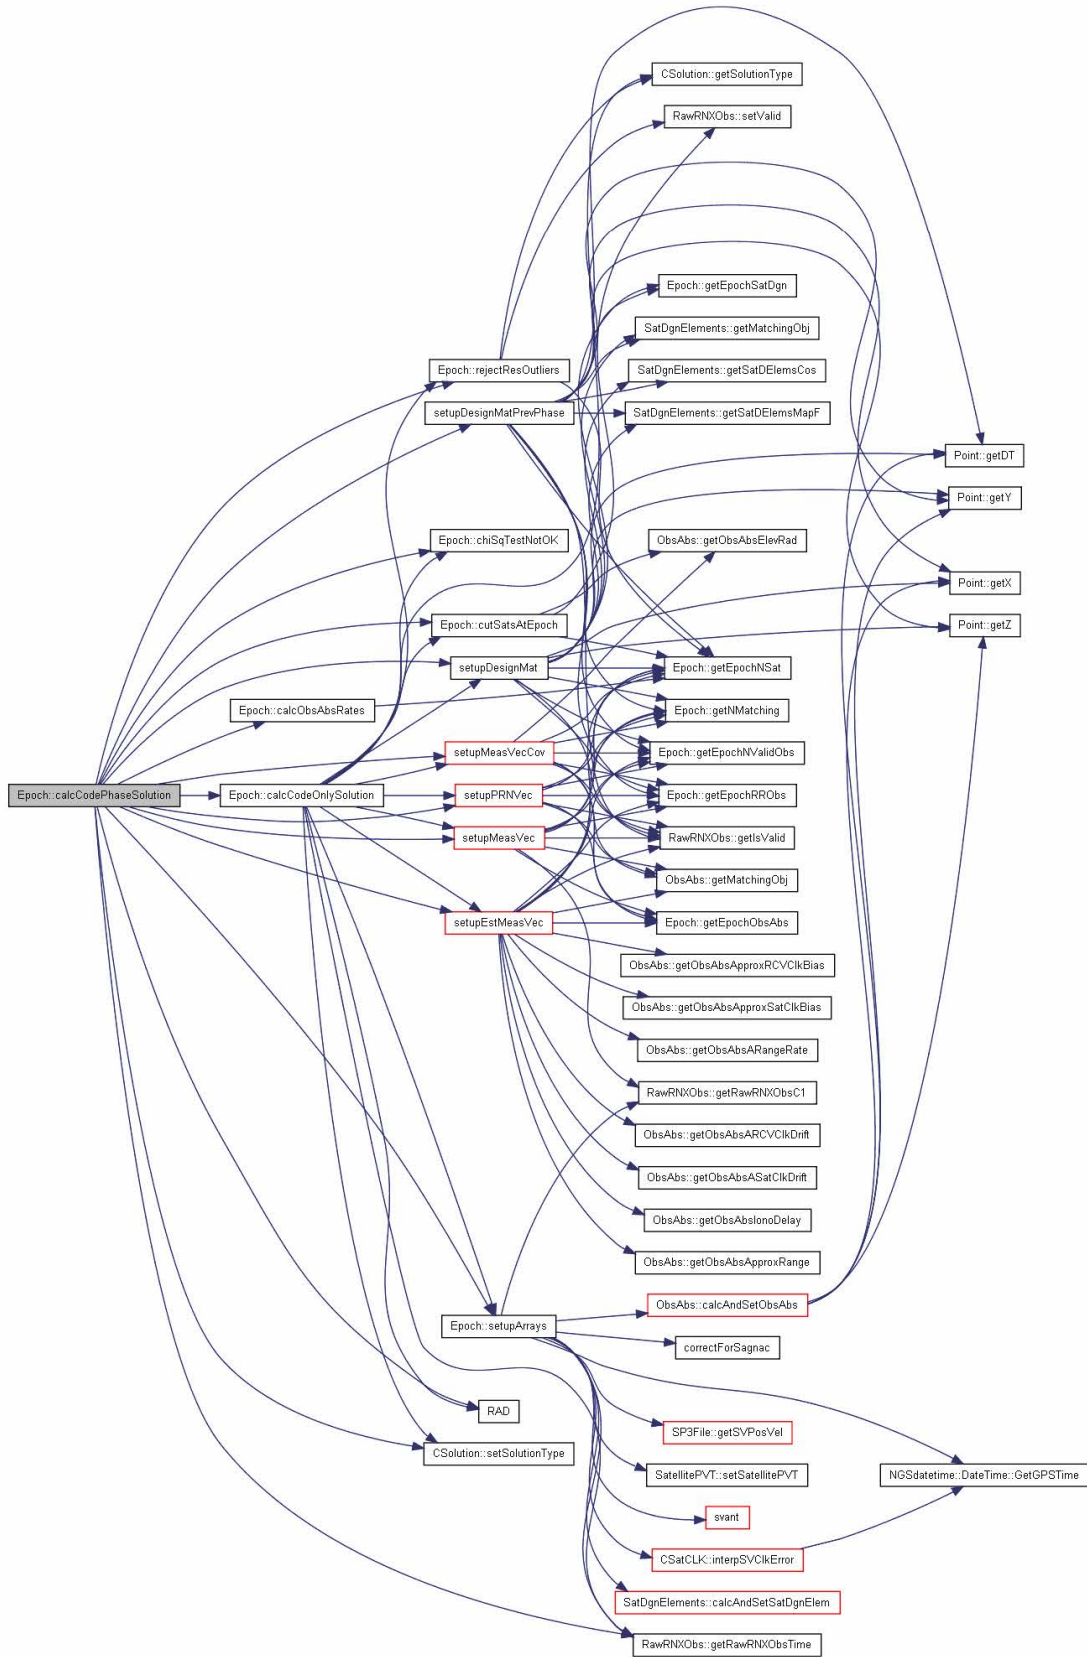 CSolution::getSolutionType
RawRNXObs::setValid
Epoch::getEpochSatDgn
SatDgnElements::getMatchingObj
Epoch::rejectResOutliers
SatDgnElements::getSatDElemsCos
setupDesignMatPrevPhase
SatDgnElements::getSatDElemsMapF
Point::getDT
Point::getY
Epoch::chiSqTestNotOK
ObsAbs::getObsAbsElevRad
Point::getX
Epoch::cutSatsAtEpoch
Point::getZ
setupDesignMat
Epoch::getEpochNSat
Epoch::calcObsAbsRates
Epoch::getNMatching
setupMeasVecCov
Epoch::getEpochNValidObs
Epoch::calcCodePhaseSolution
Epoch::calcCodeOnlySolution
setupPRNVec
Epoch::getEpochRRObs
setupMeasVec
RawRNXObs::getIsValid
ObsAbs::getMatchingObj
setupEstMeasVec
Epoch::getEpochObsAbs
ObsAbs::getObsAbsApproxRCVClkBias
ObsAbs::getObsAbsApproxSatClkBias
ObsAbs::getObsAbsARangeRate
RawRNXObs::getRawRNXObsC1
ObsAbs::getObsAbsARCVClkDrift
ObsAbs::getObsAbsASatClkDrift
ObsAbs::getObsAbsIonoDelay
ObsAbs::getObsAbsApproxRange
ObsAbs::calcAndSetObsAbs
Epoch::setupArrays
correctForSagnac
RAD
SP3File::getSVPosVel
CSolution::setSolutionType
SatellitePVT::setSatellitePVT
NGSdatetime::DateTime::GetGPSTime
svant
CSatCLK::interpSVClkError
SatDgnElements::calcAndSetSatDgnElem
RawRNXObs::getRawRNXObsTime